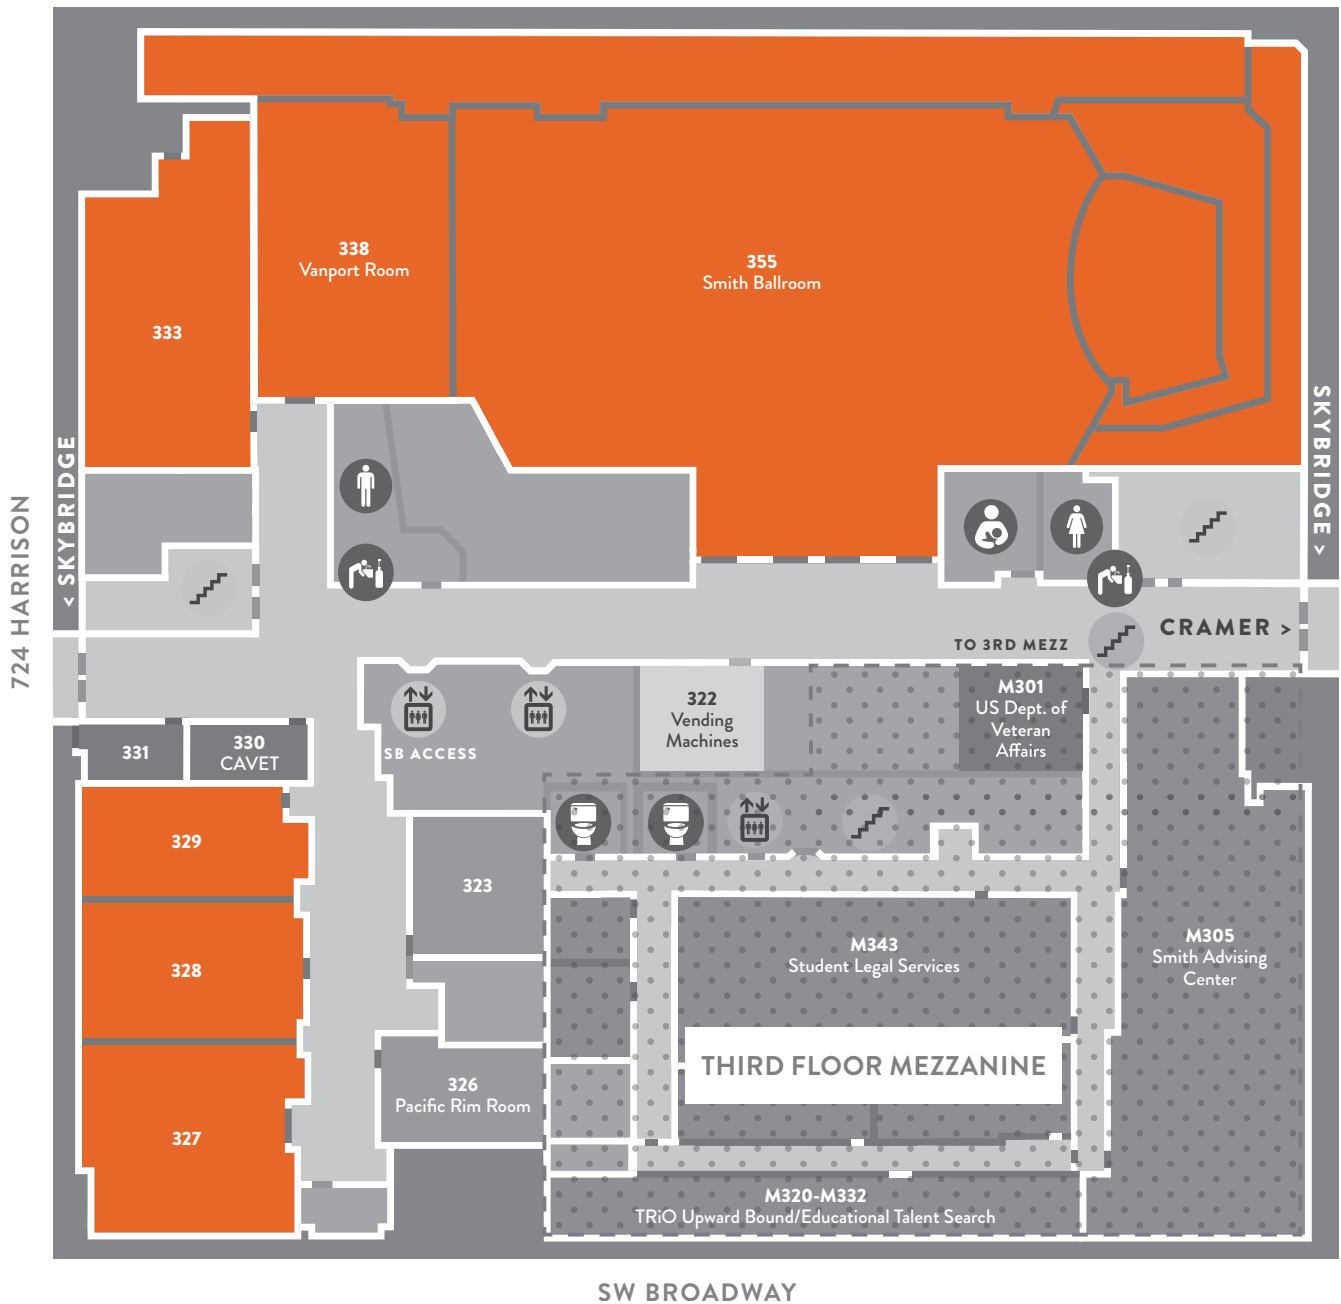 338
Vanport Room
355
Smith Ballroom
333
SKYBRIDGE >
< SKYBRIDGE
724 HARRISON
CRAMER >
TO 3RD MEZZ
M301
US Dept. of
Veteran
Affairs
322
Vending
Machines
SB ACCESS
331
330
CAVET
329
323
328
M343
Student Legal Services
M305
Smith Advising
Center
THIRD FLOOR MEZZANINE
326
Pacific Rim Room
327
M320-M332
TRiO Upward Bound/Educational Talent Search
SW BROADWAY